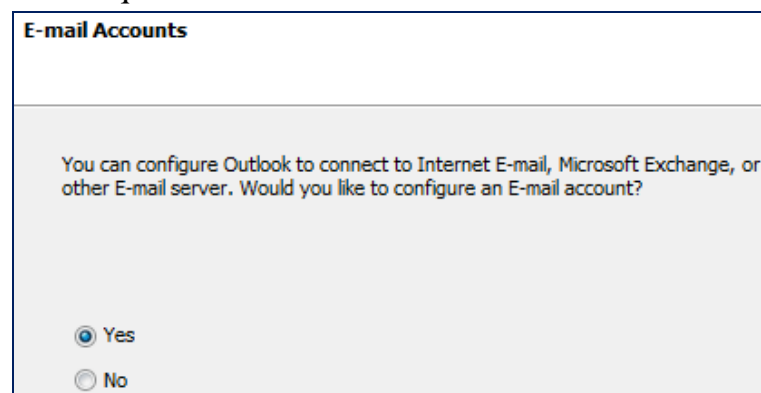 E-mail Accounts
You can configure Outlook to connect to Internet E-mail, Microsoft Exchange, or
other E-mail server. Would you like to configure an E-mail account?
Yes
No